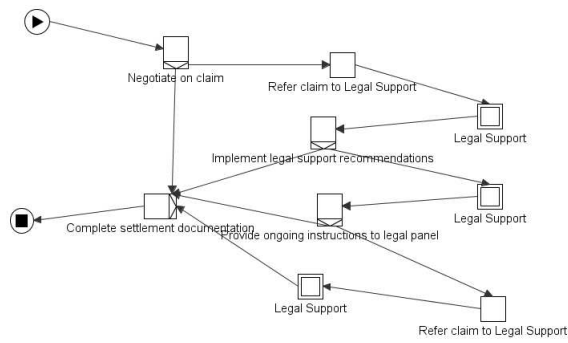 Negotiate on claim
Refer claim to Legal Support
Legal Support
Implement legal support recommendations
Legal Support
Complete settlement documentation
Provide ongoing instructions to legal panel
Legal Support
Refer claim to Legal Support